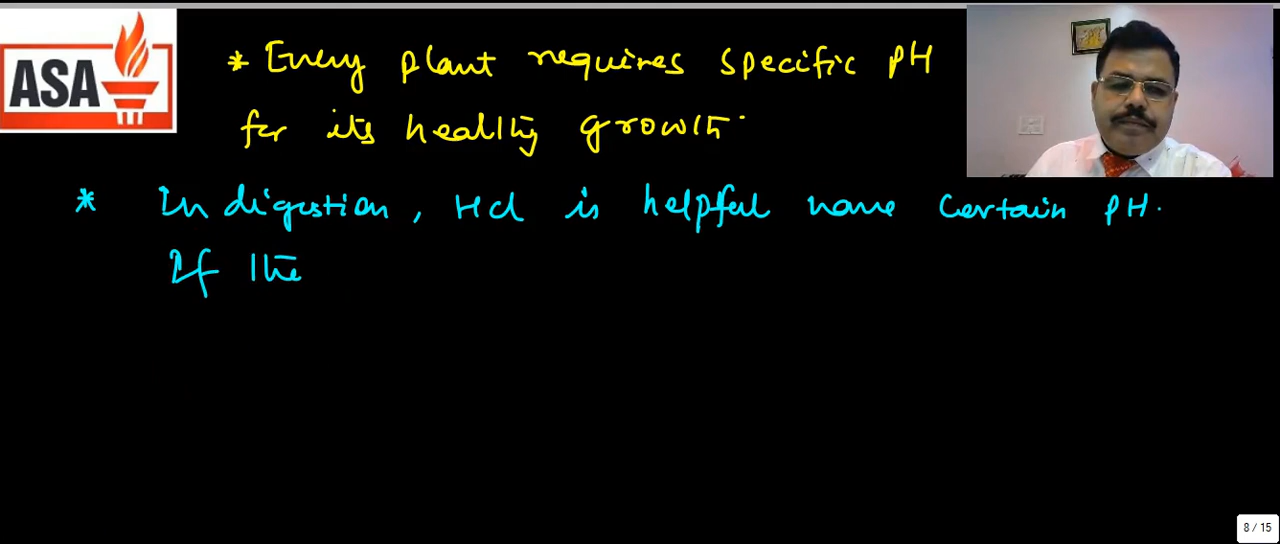 ASA
* Every plant requires specific PH
for its healthy growth.
* In digestion, HCl is helpful have certain PH.
If the
8 / 15